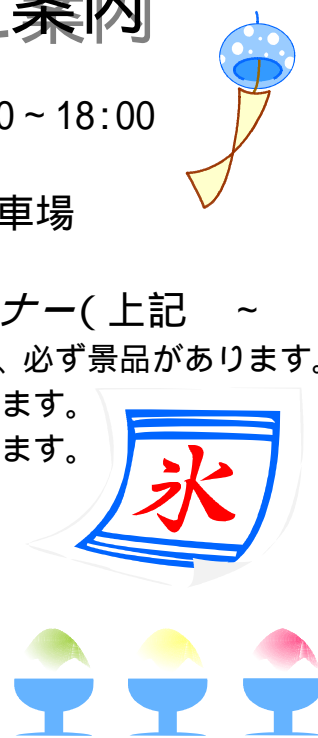 ご案内
0～18:00
車場
ナー(上記　～
、必ず景品があります。
ます。
ます。
氷